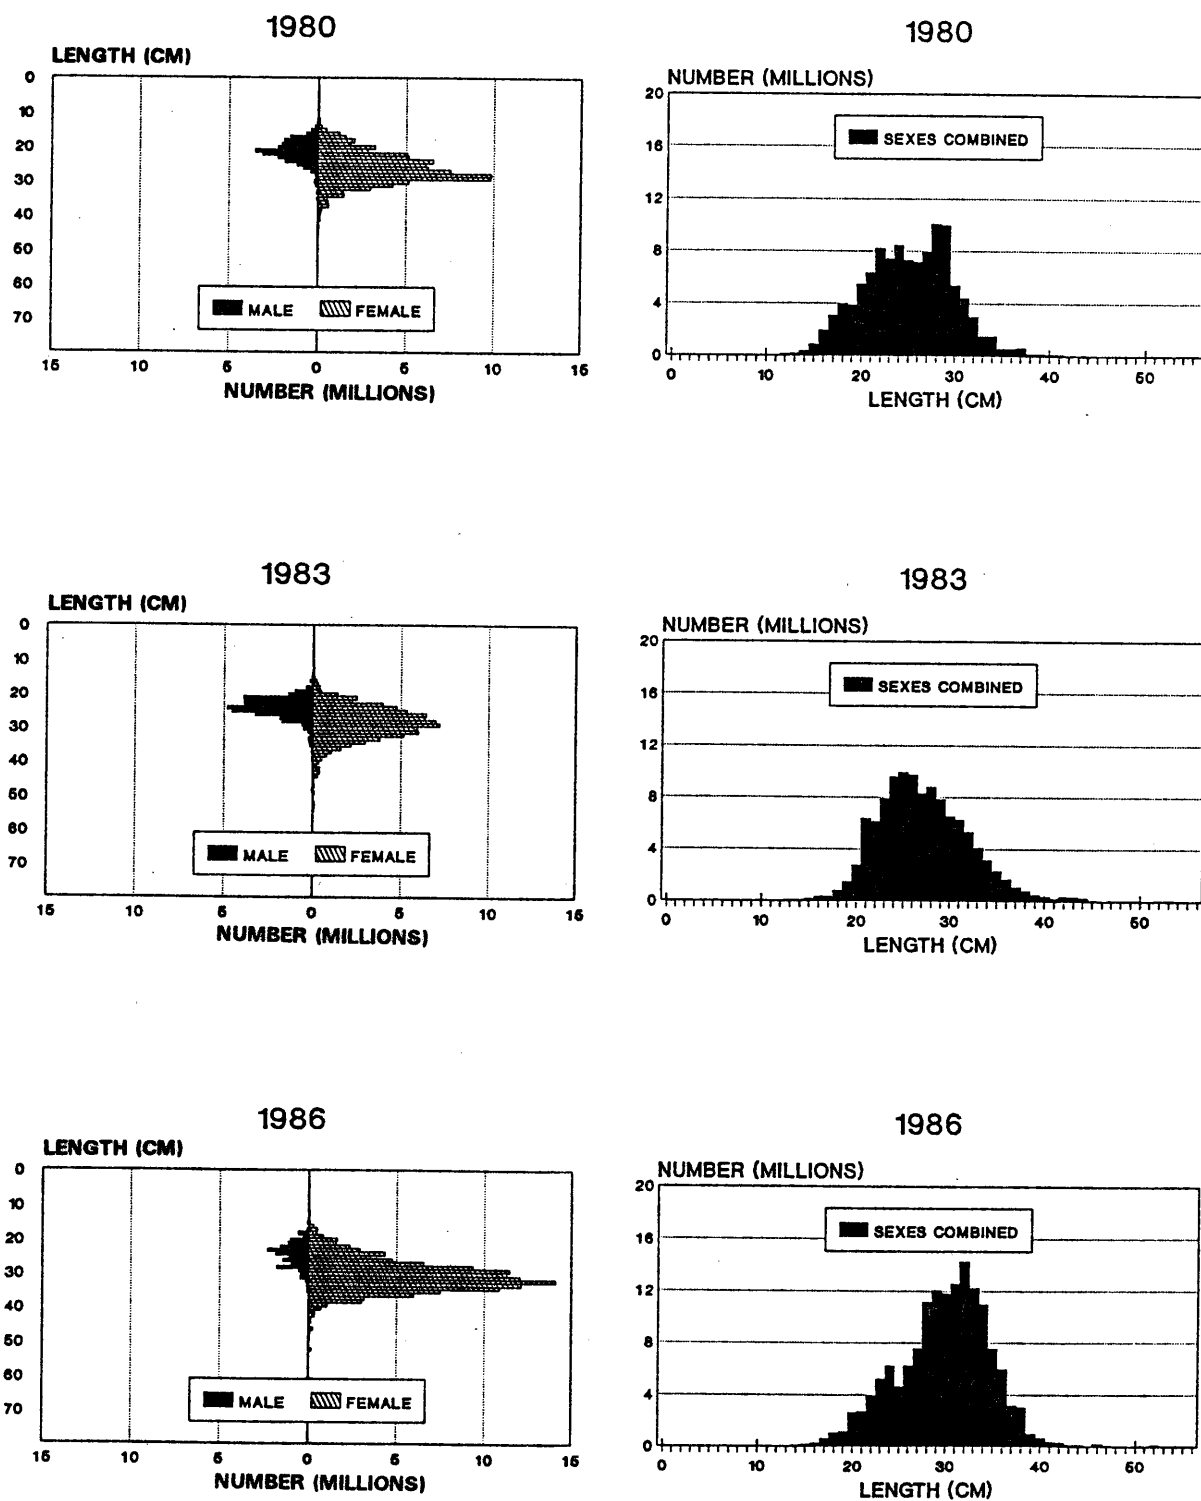 1980
LENGTH (CM)
0
10
20
30
40
50
60
70
MALE FEMALE
15 10 5 0 5 10 15
NUMBER (MILLIONS)
1980
NUMBER (MILLIONS)
20
16
12
8
4
0
SEXES COMBINED
0 10 20 30 40 50
LENGTH (CM)
1983
LENGTH (CM)
0
10
20
30
40
50
60
70
MALE FEMALE
15 10 5 0 5 10 15
NUMBER (MILLIONS)
1983
NUMBER (MILLIONS)
20
16
12
8
4
0
SEXES COMBINED
0 10 20 30 40 50
LENGTH (CM)
1986
LENGTH (CM)
0
10
20
30
40
50
60
70
MALE FEMALE
15 10 5 0 5 10 15
NUMBER (MILLIONS)
1986
NUMBER (MILLIONS)
20
16
12
8
4
0
SEXES COMBINED
0 10 20 30 40 50
LENGTH (CM)